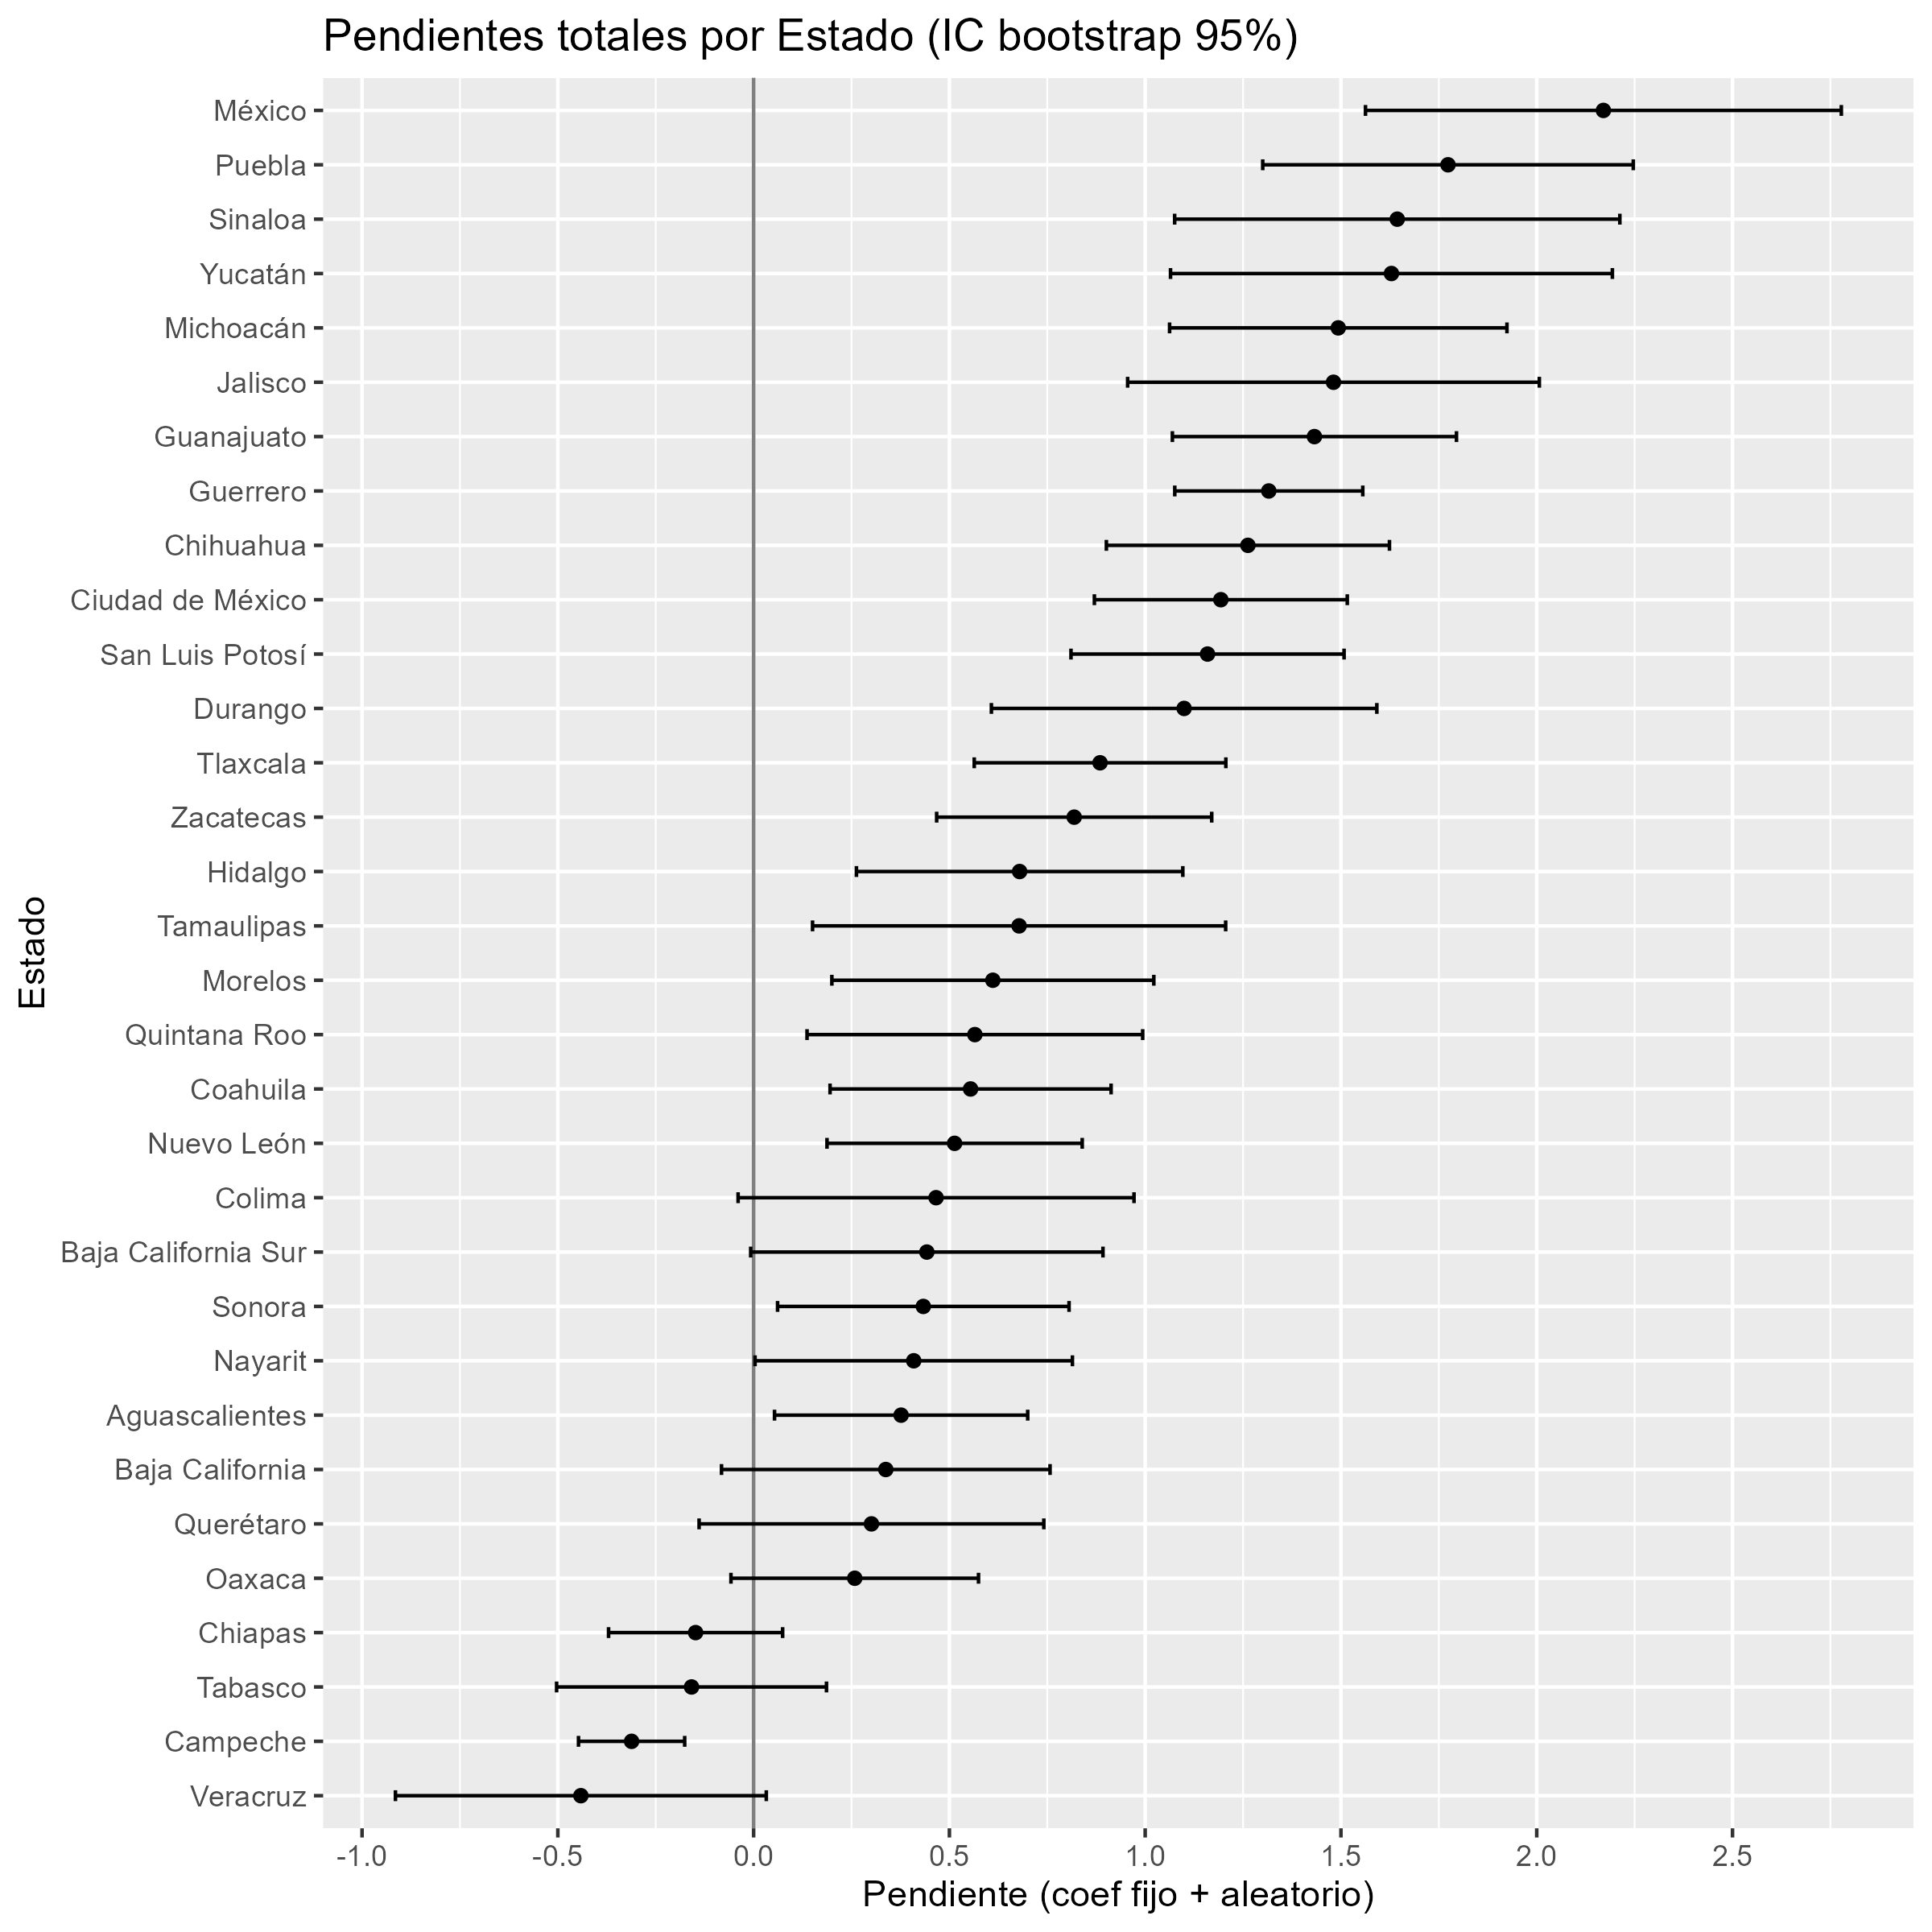 Pendientes totales por Estado (IC bootstrap 95%)
México
Puebla
Sinaloa
Yucatán
Michoacán
Jalisco
Guanajuato
Guerrero
Chihuahua
Ciudad de México
San Luis Potosí
Durango
Tlaxcala
Zacatecas
Hidalgo
Tamaulipas
Morelos
Quintana Roo
Coahuila
Nuevo León
Colima
Baja California Sur
Sonora
Nayarit
Aguascalientes
Baja California
Querétaro
Oaxaca
Chiapas
Tabasco
Campeche
Veracruz
Estado
-1.0 -0.5 0.0 0.5 1.0 1.5 2.0 2.5
Pendiente (coef fijo + aleatorio)